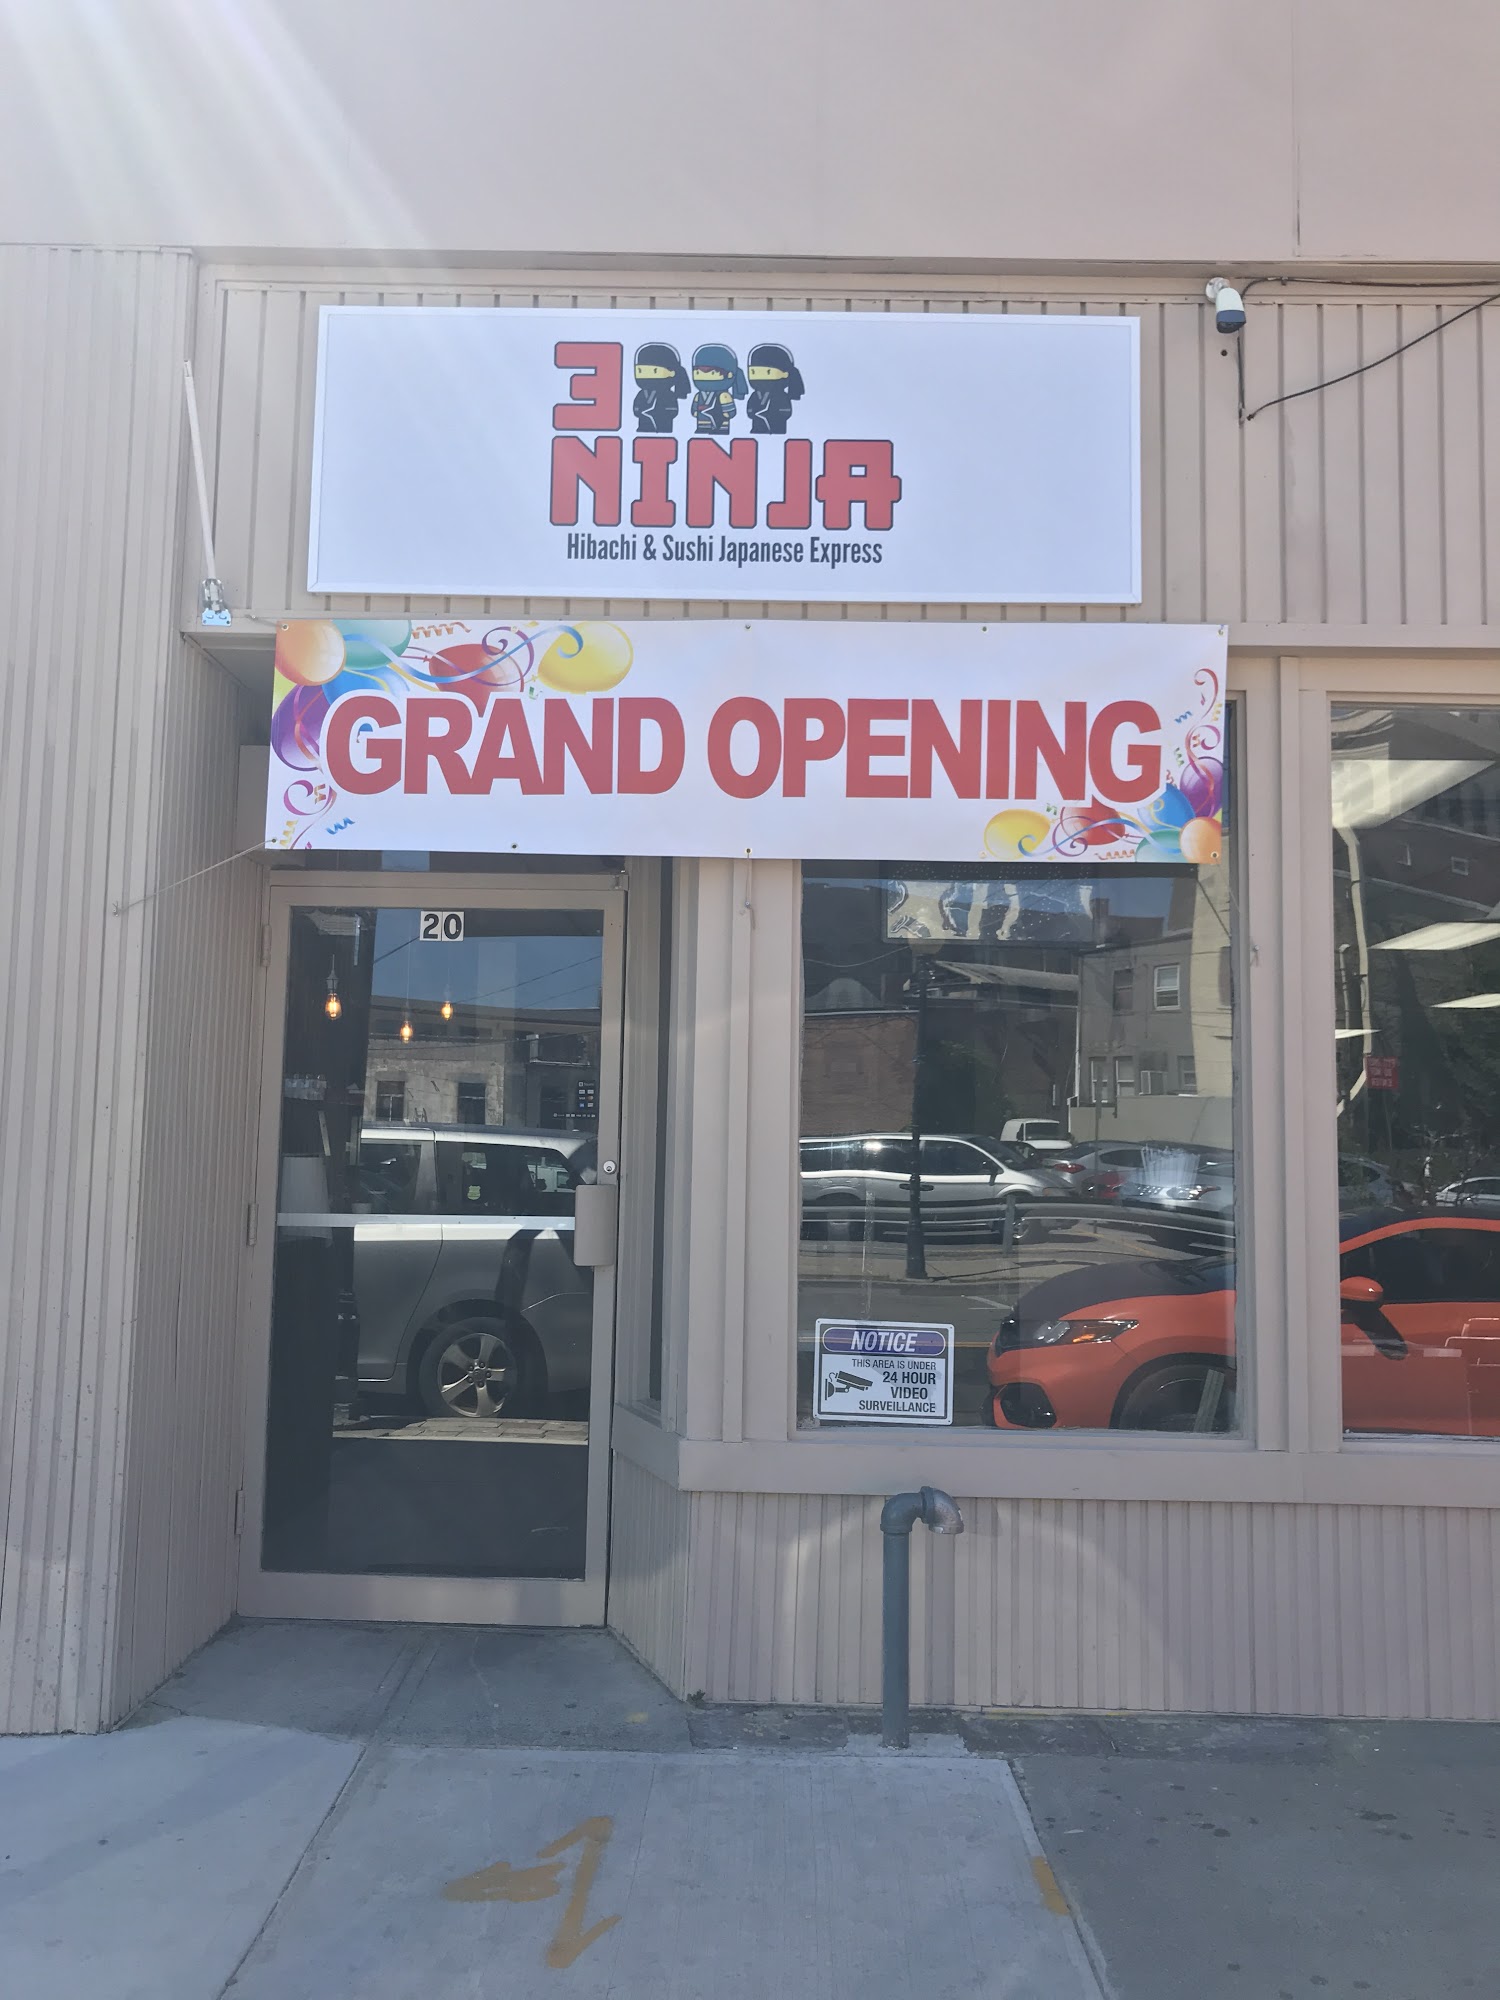 3
NINJA
Hibachi & Sushi Japanese Express
GRAND OPENING
20
NOTICE
THIS AREA IS UNDER
24 HOUR
VIDEO
SURVEILLANCE